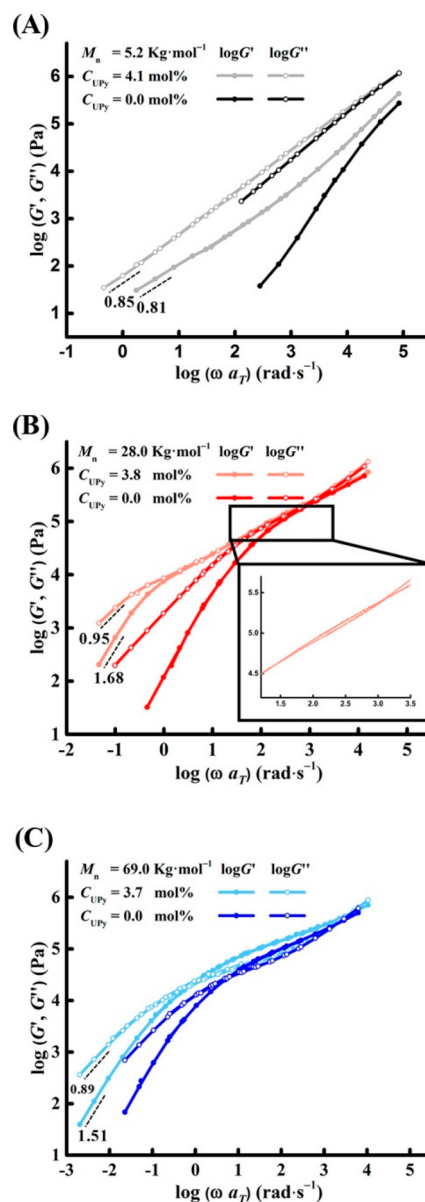 (A)
Mn = 5.2 Kg·mol⁻¹ logG' logG''
CUPy = 4.1 mol%
CUPy = 0.0 mol%
log (G', G'') (Pa)
6
5
4
3
2
1
0.85
0.81
-1 0 1 2 3 4 5
log (ω aT) (rad·s⁻¹)
(B)
Mn = 28.0 Kg·mol⁻¹ logG' logG''
CUPy = 3.8 mol%
CUPy = 0.0 mol%
log (G', G'') (Pa)
6
5
4
3
2
1
0.95
1.68
5.5
5.0
4.5
1.5 2.0 2.5 3.0 3.5
-2 -1 0 1 2 3 4 5
log (ω aT) (rad·s⁻¹)
(C)
Mn = 69.0 Kg·mol⁻¹ logG' logG''
CUPy = 3.7 mol%
CUPy = 0.0 mol%
log (G', G'') (Pa)
6
5
4
3
2
1
0.89
1.51
-3 -2 -1 0 1 2 3 4 5
log (ω aT) (rad·s⁻¹)